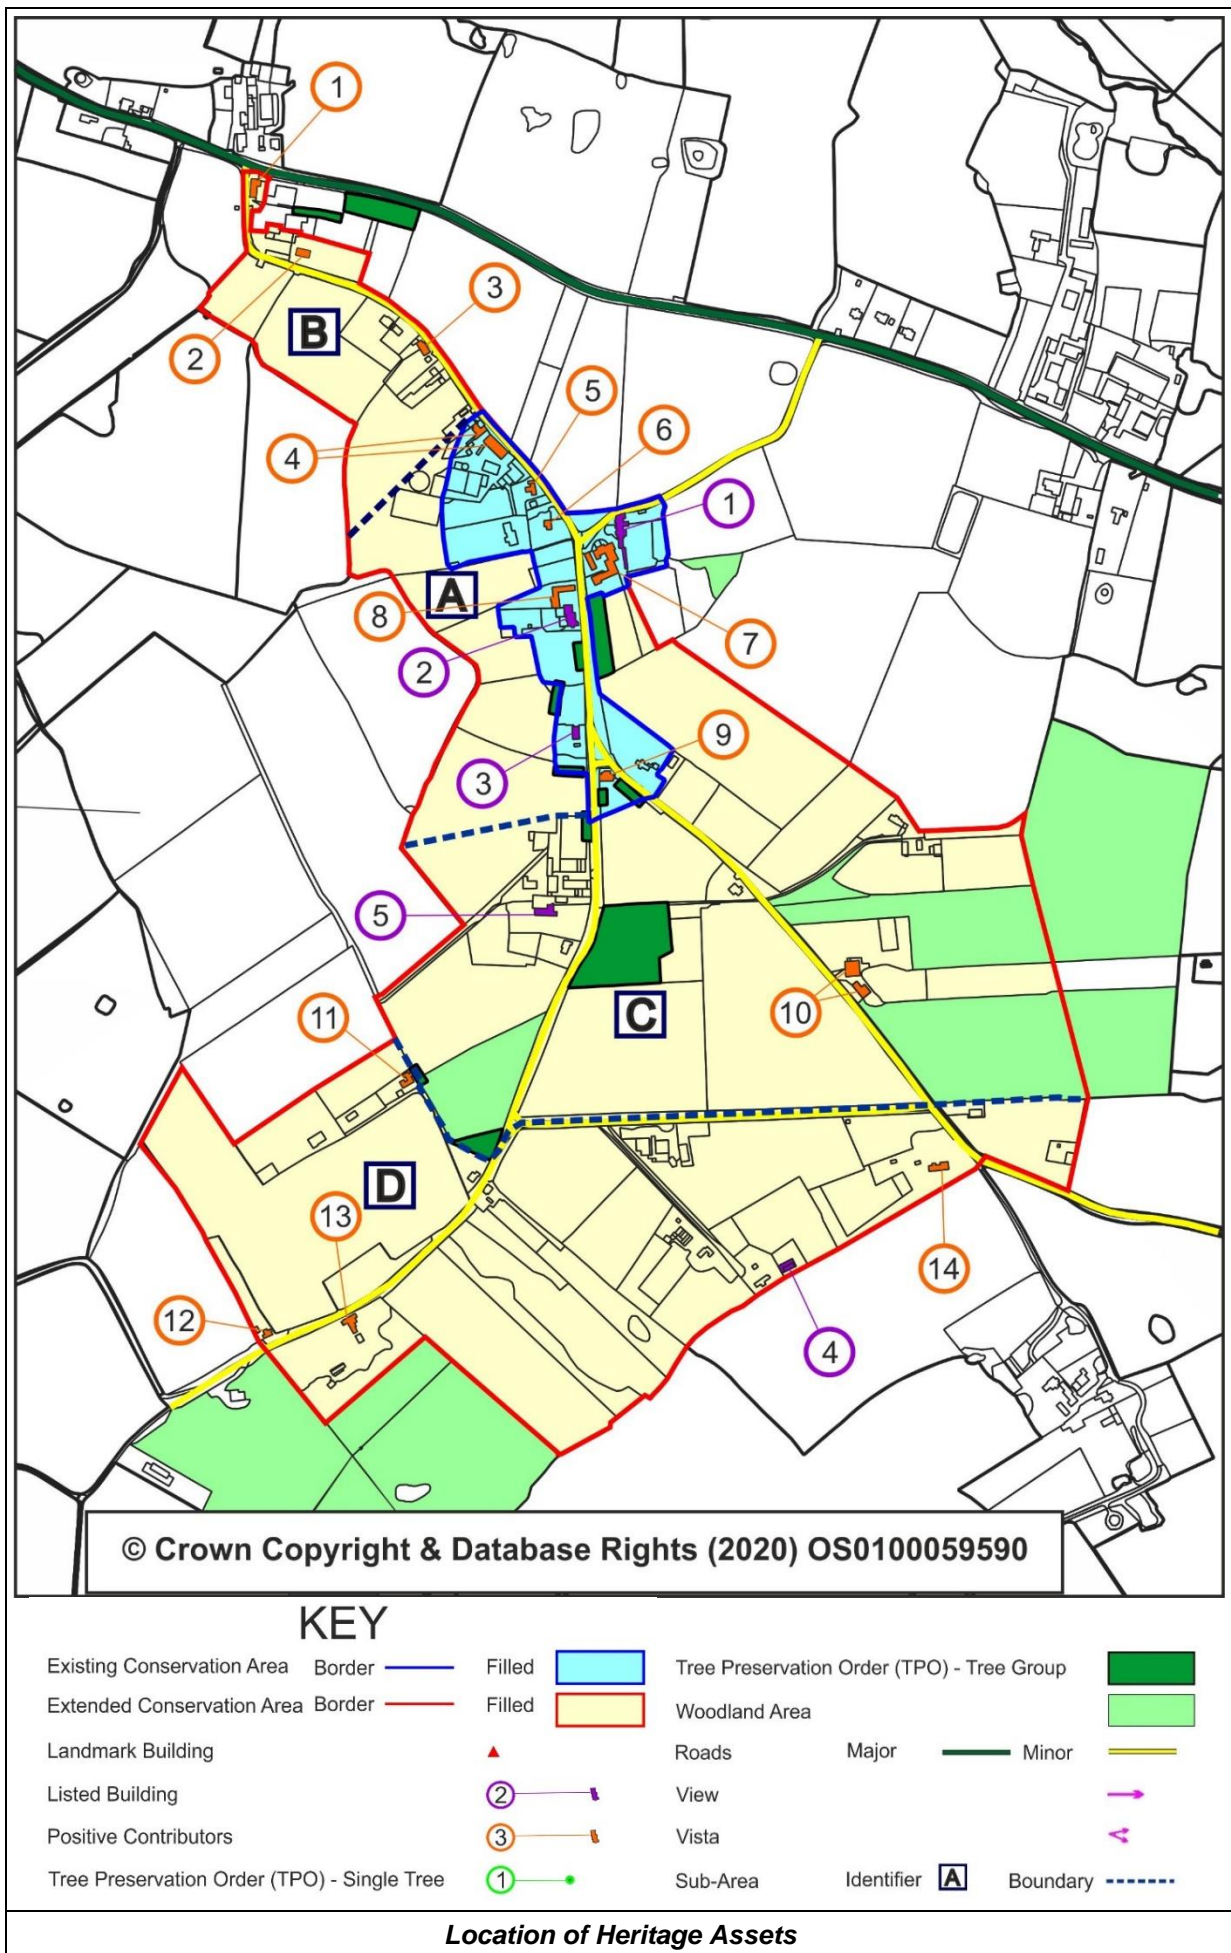 1
3
B
2
5
6
4
1
A
8
7
2
9
3
5
C
10
11
D
13
14
12
4
© Crown Copyright & Database Rights (2020) OS0100059590
KEY
Existing Conservation Area Border Filled Tree Preservation Order (TPO) - Tree Group
Extended Conservation Area Border Filled Woodland Area
Landmark Building Roads Major Minor
Listed Building 2 View
Positive Contributors 3 Vista
Tree Preservation Order (TPO) - Single Tree 1 Sub-Area Identifier A Boundary
Location of Heritage Assets